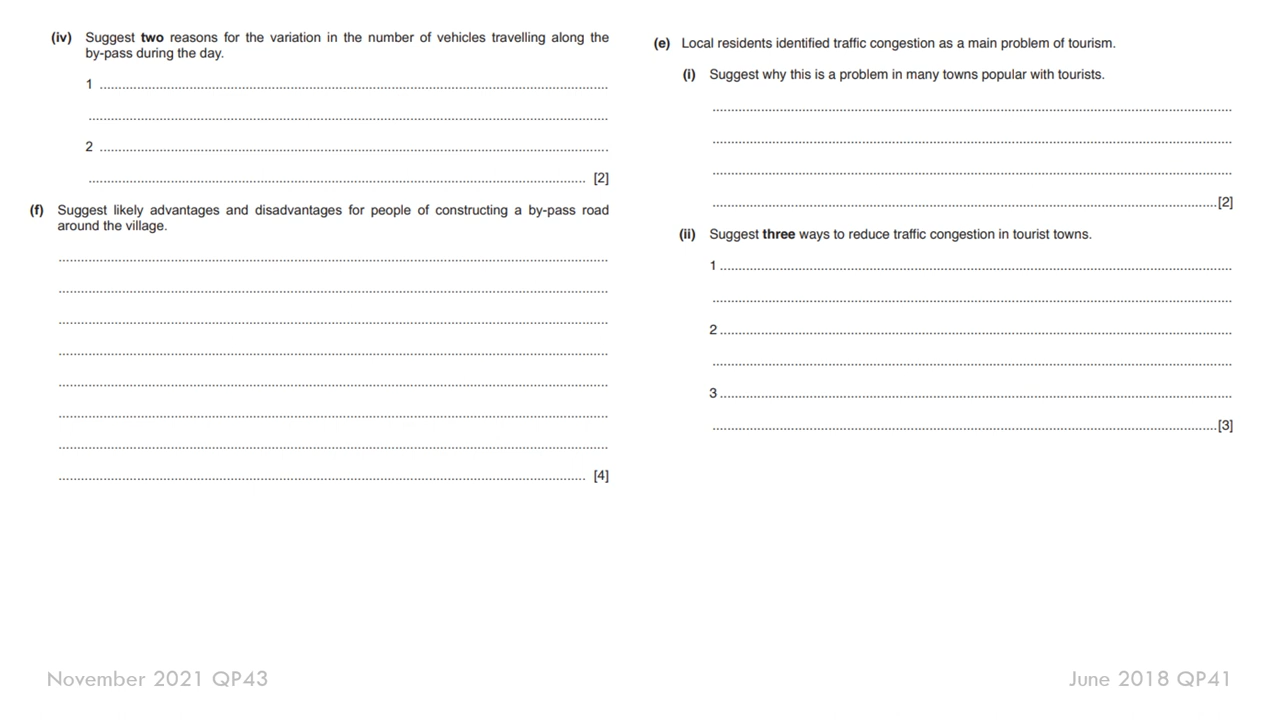 (iv) Suggest two reasons for the variation in the number of vehicles travelling along the
by-pass during the day.
1 ................................................................
................................................................
2 ................................................................
................................................................ [2]
(f) Suggest likely advantages and disadvantages for people of constructing a by-pass road
around the village.
................................................................
................................................................
................................................................
................................................................
................................................................
................................................................
................................................................
................................................................ [4]
November 2021 QP43
(e) Local residents identified traffic congestion as a main problem of tourism.
(i) Suggest why this is a problem in many towns popular with tourists.
................................................................
................................................................
................................................................
................................................................[2]
(ii) Suggest three ways to reduce traffic congestion in tourist towns.
1 ................................................................
................................................................
2 ................................................................
................................................................
3 ................................................................
................................................................[3]
June 2018 QP41